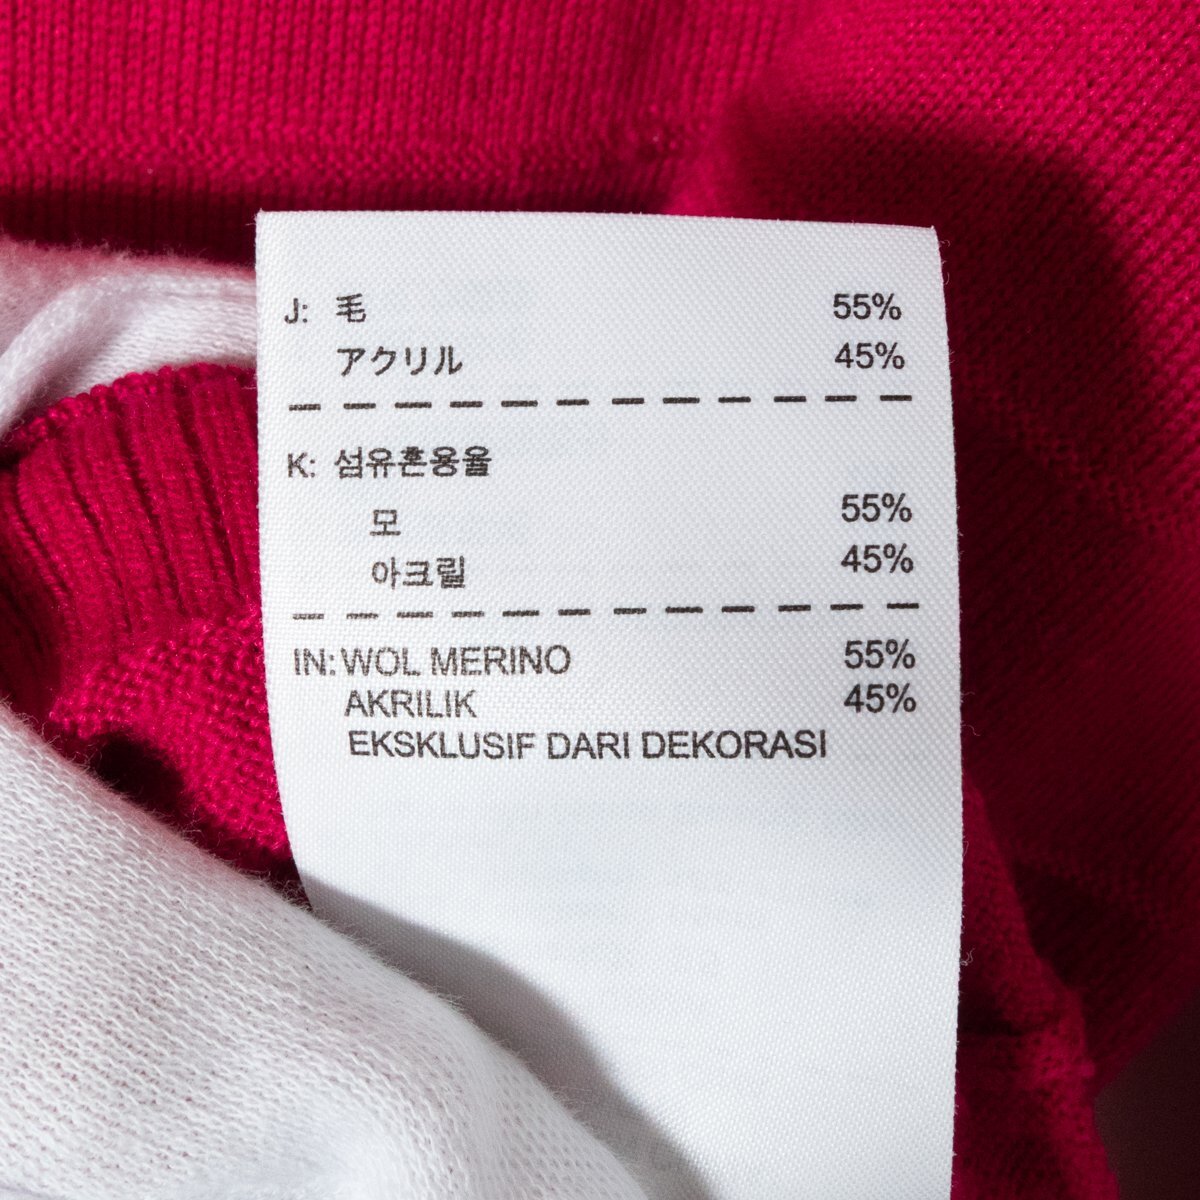 J: 毛 55%
アクリル 45%
K: 섬유혼용율
모 55%
아크릴 45%
IN: WOL MERINO 55%
AKRILIK 45%
EKSKLUSIF DARI DEKORASI